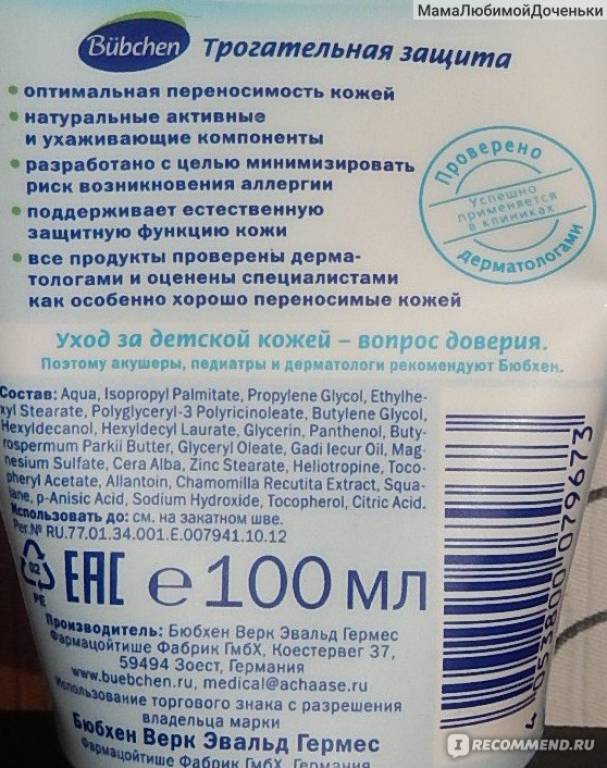 МамаЛюбимойДоченьки
Bübchen
Трогательная защита
• оптимальная переносимость кожей
• натуральные активные
и ухаживающие компоненты
• разработано с целью минимизировать
риск возникновения аллергии
• поддерживает естественную
защитную функцию кожи
• все продукты проверены дерма-
тологами и оценены специалистами
как особенно хорошо переносимые кожей
Проверено
Успешно
применяется
в клиниках
дерматологами
Уход за детской кожей – вопрос доверия.
Поэтому акушеры, педиатры и дерматологи рекомендуют Бюбхен.
Состав: Aqua, Isopropyl Palmitate, Propylene Glycol, Ethylhe-
xyl Stearate, Polyglyceryl-3 Polyricinoleate, Butylene Glycol,
Hexyldecanol, Hexyldecyl Laurate, Glycerin, Panthenol, Buty-
rospermum Parkii Butter, Glyceryl Oleate, Gadi Iecur Oil, Mag-
nesium Sulfate, Cera Alba, Zinc Stearate, Heliotropine, Toco-
pheryl Acetate, Allantoin, Chamomilla Recutita Extract, Squa-
lane, p-Anisic Acid, Sodium Hydroxide, Tocopherol, Citric Acid.
Использовать до: см. на закатном шве.
Рег.№ RU.77.01.34.001.E.007941.10.12
02
PE
EAC
e 100 мл
Производитель: Бюбхен Верк Эвальд Гермес
Фармацойтише Фабрик ГмбХ, Коестервег 37,
59494 Зоест, Германия
www.buebchen.ru, medical@achaase.ru
Использование торгового знака с разрешения
владельца марки
Бюбхен Верк Эвальд Гермес
Фармацойтише Фабрик ГмбХ, Германия
4 053800 079673
IRECOMMEND.RU